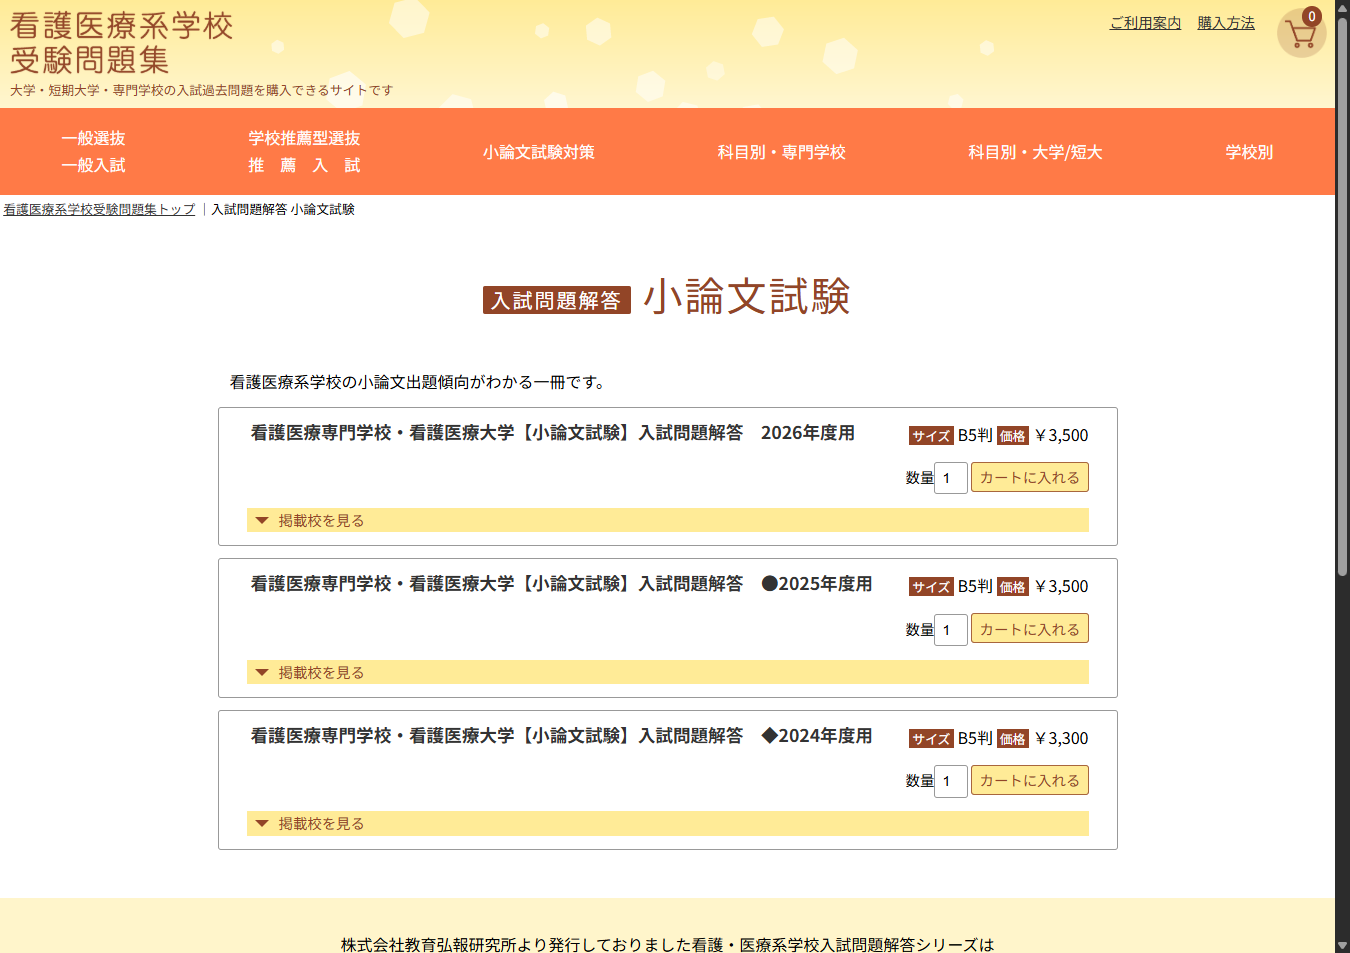 看護医療系学校
受験問題集
大学・短期大学・専門学校の入試過去問題を購入できるサイトです
ご利用案内 購入方法 0
一般選抜
一般入試
学校推薦型選抜
推　薦　入　試
小論文試験対策
科目別・専門学校
科目別・大学/短大
学校別
看護医療系学校受験問題集トップ ｜入試問題解答 小論文試験
入試問題解答 小論文試験
看護医療系学校の小論文出題傾向がわかる一冊です。
看護医療専門学校・看護医療大学【小論文試験】入試問題解答　2026年度用
サイズ B5判 価格 ￥3,500
数量 1 カートに入れる
掲載校を見る
看護医療専門学校・看護医療大学【小論文試験】入試問題解答　●2025年度用
サイズ B5判 価格 ￥3,500
数量 1 カートに入れる
掲載校を見る
看護医療専門学校・看護医療大学【小論文試験】入試問題解答　◆2024年度用
サイズ B5判 価格 ￥3,300
数量 1 カートに入れる
掲載校を見る
株式会社教育弘報研究所より発行しておりました看護・医療系学校入試問題解答シリーズは